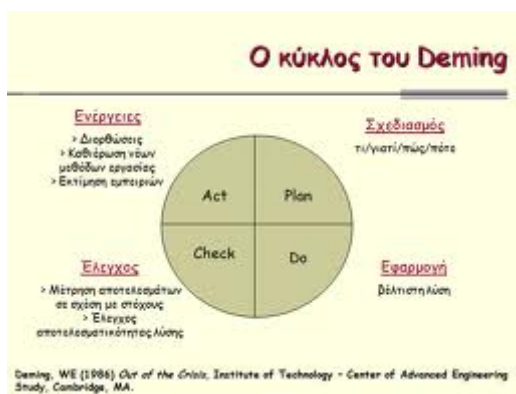 Ο κύκλος του Deming
Ενέργειες
> Διορθώσεις
> Καθιέρωση νέων
μεθόδων εργασίας
> Εκτίμηση εμπειριών
Σχεδιασμός
τι/γιατί/πώς/πότε
Act
Plan
Check
Do
Έλεγχος
> Μέτρηση αποτελεσμάτων
σε σχέση με στόχους
> Έλεγχος
αποτελεσματικότητας λύσης
Εφαρμογή
βέλτιστη λύση
Deming, WE (1986) Out of the Crisis, Institute of Technology - Center of Advanced Engineering
Study, Cambridge, MA.